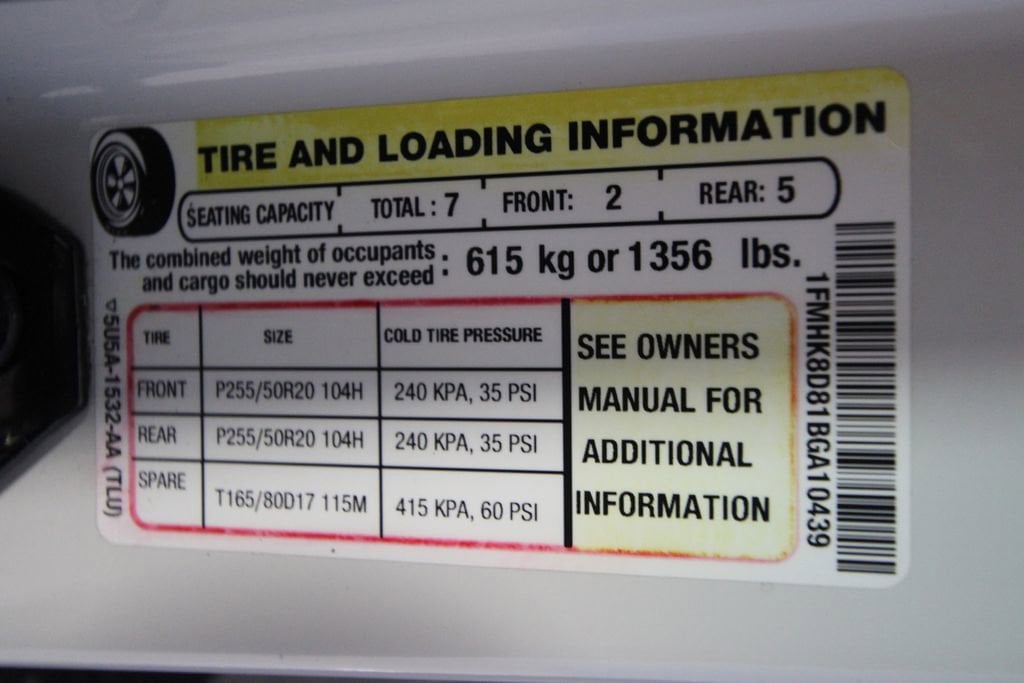 TIRE AND LOADING INFORMATION
SEATING CAPACITY TOTAL : 7 FRONT: 2 REAR: 5
The combined weight of occupants
and cargo should never exceed : 615 kg or 1356 lbs.
TIRE SIZE COLD TIRE PRESSURE
FRONT P255/50R20 104H 240 KPA, 35 PSI
REAR P255/50R20 104H 240 KPA, 35 PSI
SPARE T165/80D17 115M 415 KPA, 60 PSI
SEE OWNERS
MANUAL FOR
ADDITIONAL
INFORMATION
▽5U5A-1532-AA (TLU)
1FMHK8D81BGA10439